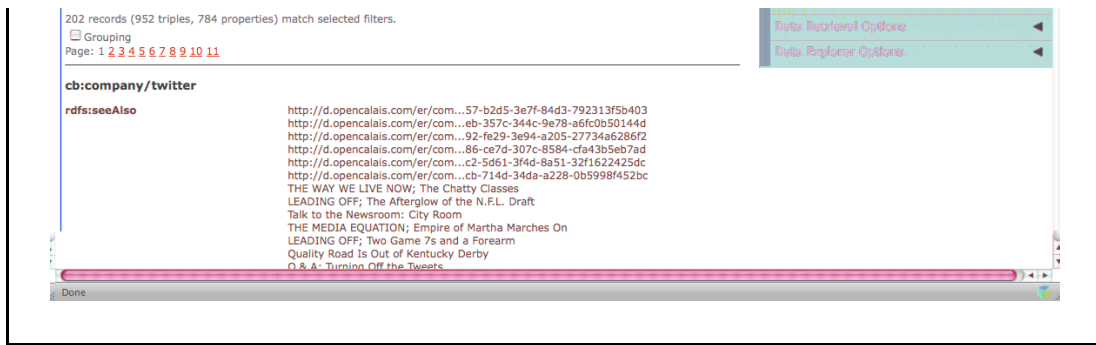 202 records (952 triples, 784 properties) match selected filters.
Grouping
Page: 1 2 3 4 5 6 7 8 9 10 11
Data Retrieval Options
Data Explorer Options
cb:company/twitter
rdfs:seeAlso
http://d.opencalais.com/er/com...57-b2d5-3e7f-84d3-792313f5b403
http://d.opencalais.com/er/com...eb-357c-344c-9e78-a6fc0b50144d
http://d.opencalais.com/er/com...92-fe29-3e94-a205-27734a6286f2
http://d.opencalais.com/er/com...86-ce7d-307c-8584-cfa43b5eb7ad
http://d.opencalais.com/er/com...c2-5d61-3f4d-8a51-32f1622425dc
http://d.opencalais.com/er/com...cb-714d-34da-a228-0b5998f452bc
THE WAY WE LIVE NOW; The Chatty Classes
LEADING OFF; The Afterglow of the N.F.L. Draft
Talk to the Newsroom: City Room
THE MEDIA EQUATION; Empire of Martha Marches On
LEADING OFF; Two Game 7s and a Forearm
Quality Road Is Out of Kentucky Derby
Q & A: Turning Off the Tweets
Done